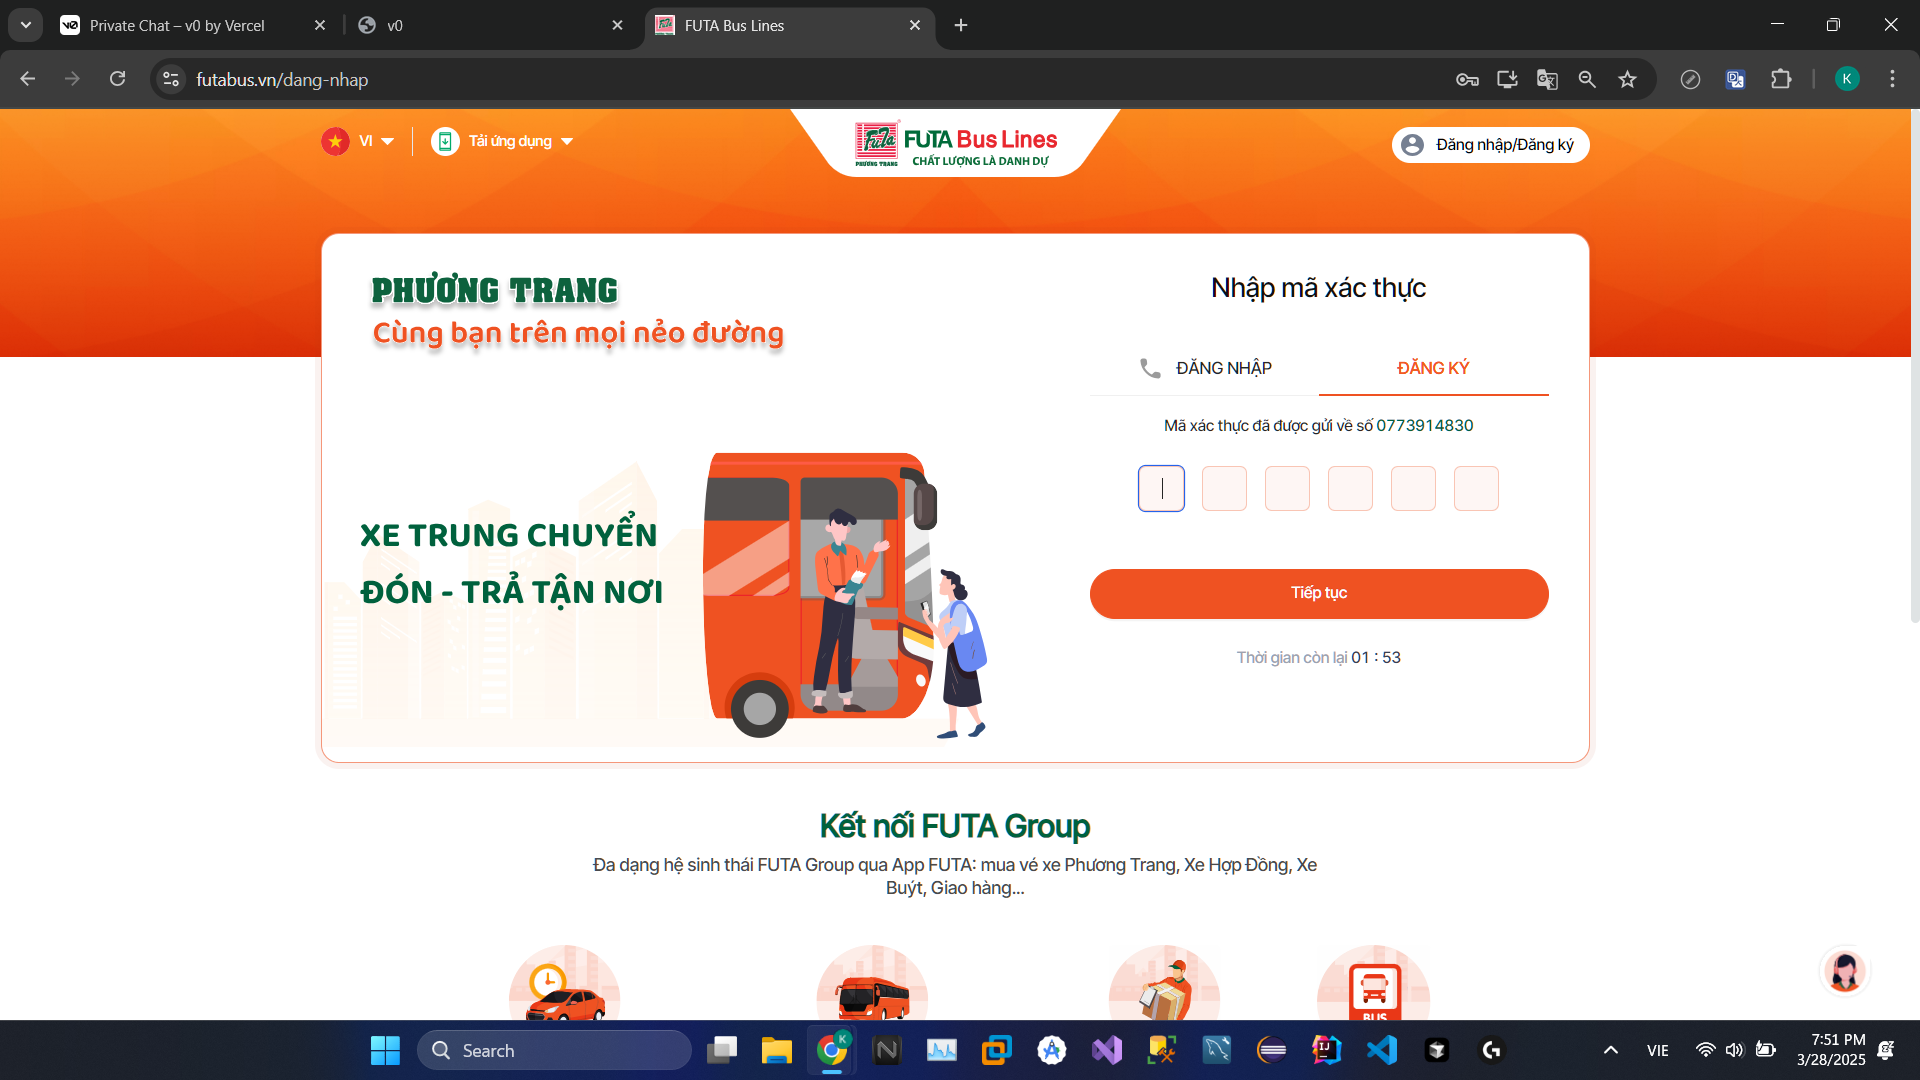 Private Chat – v0 by Vercel
v0
FUTA Bus Lines
futabus.vn/dang-nhap
K
VI
Tải ứng dụng
FuTa
PHƯƠNG TRANG
FUTA Bus Lines
CHẤT LƯỢNG LÀ DANH DỰ
Đăng nhập/Đăng ký
PHƯƠNG TRANG
Cùng bạn trên mọi nẻo đường
XE TRUNG CHUYỂN
ĐÓN - TRẢ TẬN NƠI
Nhập mã xác thực
ĐĂNG NHẬP
ĐĂNG KÝ
Mã xác thực đã được gửi về số 0773914830
Tiếp tục
Thời gian còn lại 01 : 53
Kết nối FUTA Group
Đa dạng hệ sinh thái FUTA Group qua App FUTA: mua vé xe Phương Trang, Xe Hợp Đồng, Xe
Buýt, Giao hàng...
BUS
Search
K
VIE
7:51 PM
3/28/2025